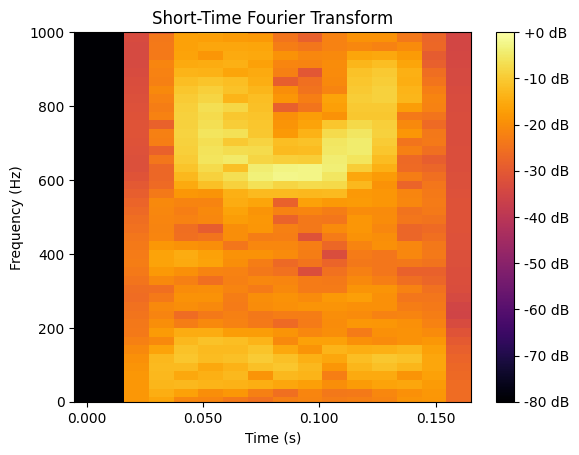 Short-Time Fourier Transform
Frequency (Hz)
1000
800
600
400
200
0
0.000
0.050
0.100
0.150
Time (s)
+0 dB
-10 dB
-20 dB
-30 dB
-40 dB
-50 dB
-60 dB
-70 dB
-80 dB